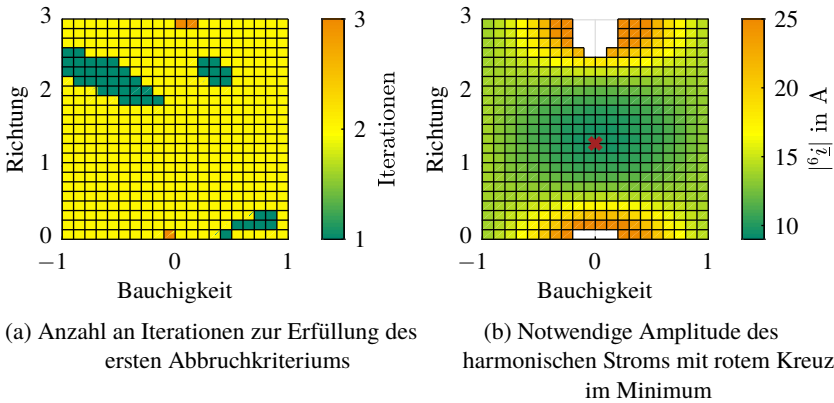 3
2
1
0
Richtung
−1
0
1
Bauchigkeit
3
2
1
Iterationen
3
2
1
0
Richtung
−1
0
1
Bauchigkeit
25
20
15
10
|i̲₆| in A
(a) Anzahl an Iterationen zur Erfüllung des
ersten Abbruchkriteriums
(b) Notwendige Amplitude des
harmonischen Stroms mit rotem Kreuz
im Minimum